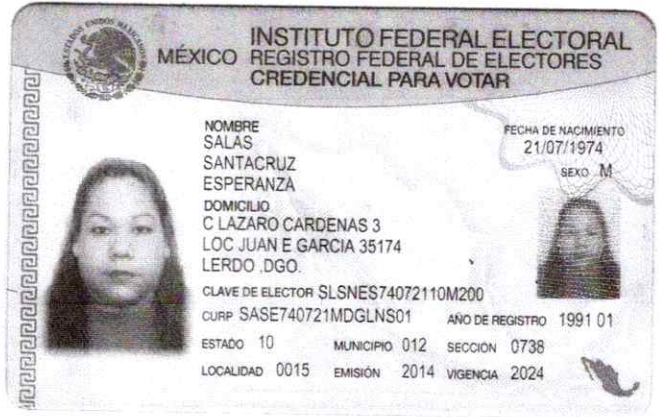 INSTITUTO FEDERAL ELECTORAL
MÉXICO REGISTRO FEDERAL DE ELECTORES
CREDENCIAL PARA VOTAR
NOMBRE
SALAS
SANTACRUZ
ESPERANZA
FECHA DE NACIMIENTO
21/07/1974
SEXO M
DOMICILIO
C LAZARO CARDENAS 3
LOC JUAN E GARCIA 35174
LERDO ,DGO.
CLAVE DE ELECTOR SLSNES74072110M200
CURP SASE740721MDGLNS01 AÑO DE REGISTRO 1991 01
ESTADO 10 MUNICIPIO 012 SECCIÓN 0738
LOCALIDAD 0015 EMISIÓN 2014 VIGENCIA 2024